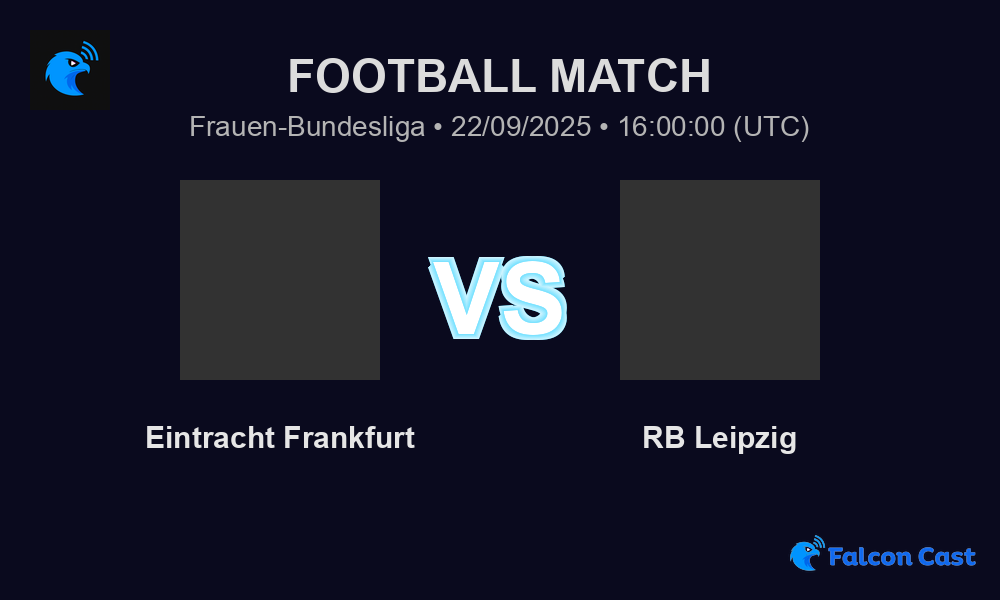 FOOTBALL MATCH
Frauen-Bundesliga • 22/09/2025 • 16:00:00 (UTC)
VS
Eintracht Frankfurt
RB Leipzig
Falcon Cast